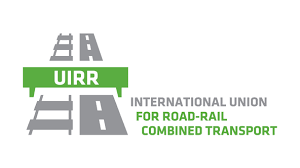 UIRR
INTERNATIONAL UNION
FOR ROAD-RAIL
COMBINED TRANSPORT